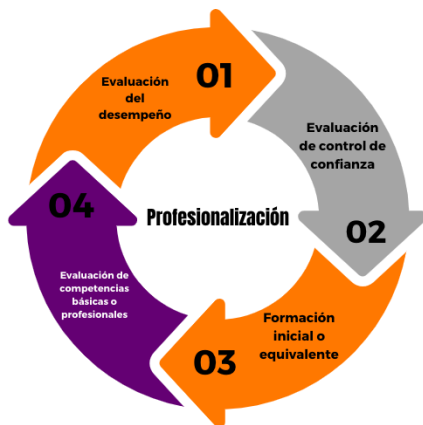 01
Evaluación
del
desempeño
Evaluación
de control de
confianza
02
Formación
inicial o
equivalente
03
04
Evaluación de
competencias
básicas o
profesionales
Profesionalización